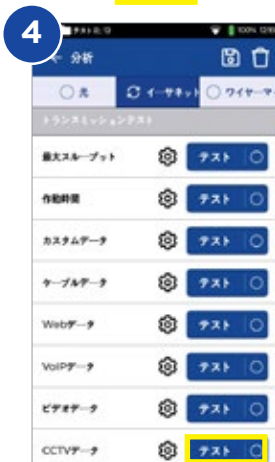 4
分析
光 イーサネット ワイヤーマ
トランスミッションテスト
最大スループット テスト
作動時間 テスト
カスタムデータ テスト
ケーブルデータ テスト
Webデータ テスト
VoIPデータ テスト
ビデオデータ テスト
CCTVデータ テスト